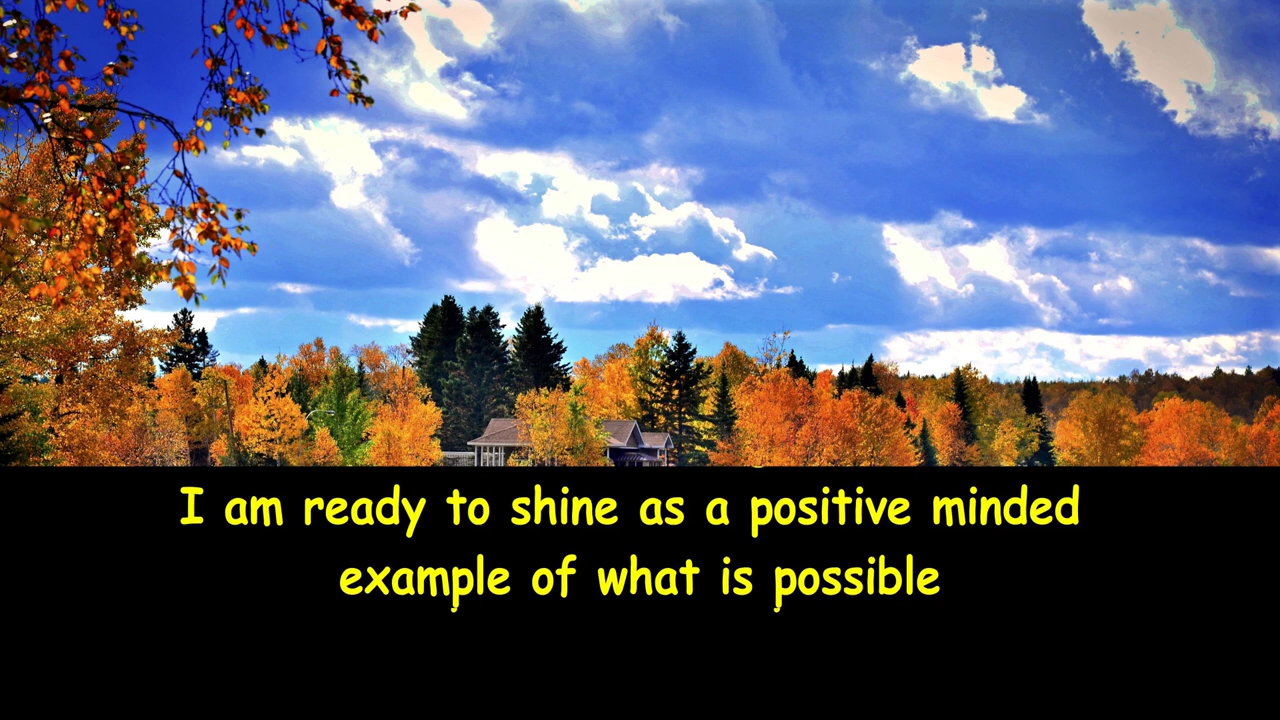 I am ready to shine as a positive minded
example of what is possible